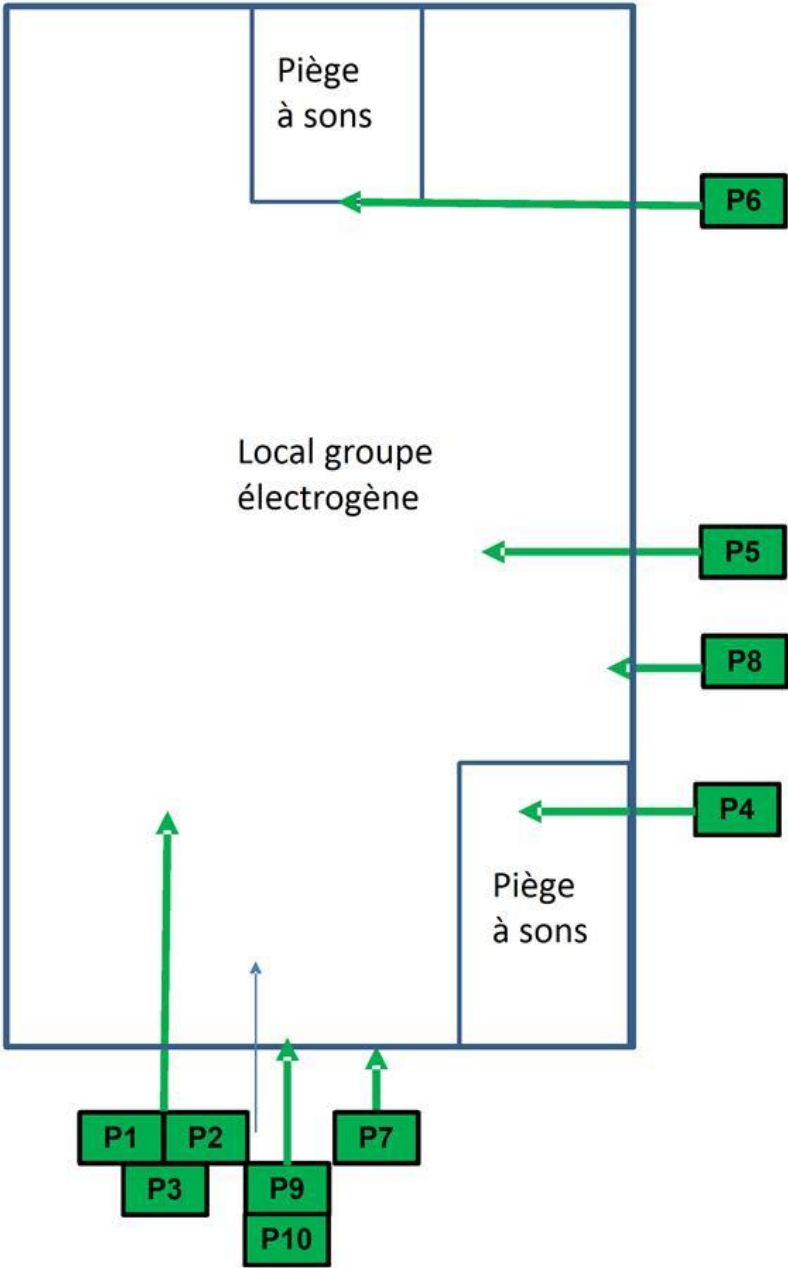 Piège
à sons
P6
Local groupe
électrogène
P5
P8
P4
Piège
à sons
P1 P2 P7
P3 P9
P10